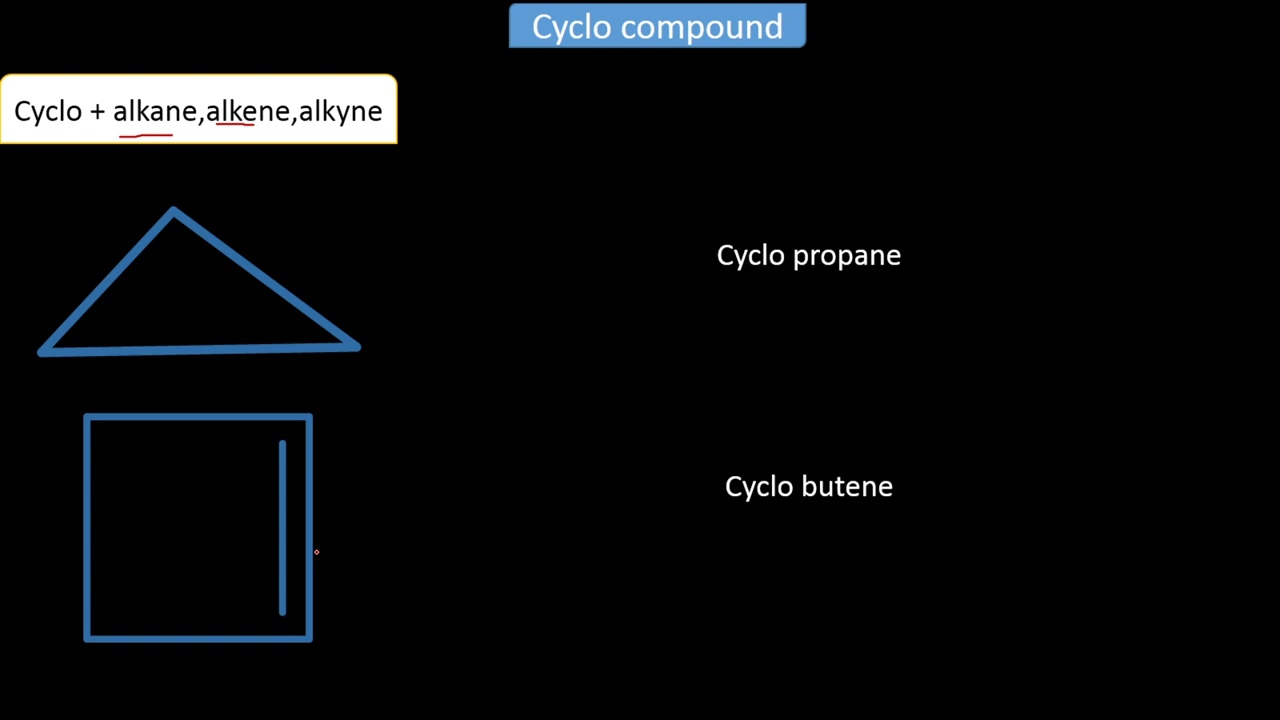 Cyclo compound
Cyclo + alkane,alkene,alkyne
Cyclo propane
Cyclo butene